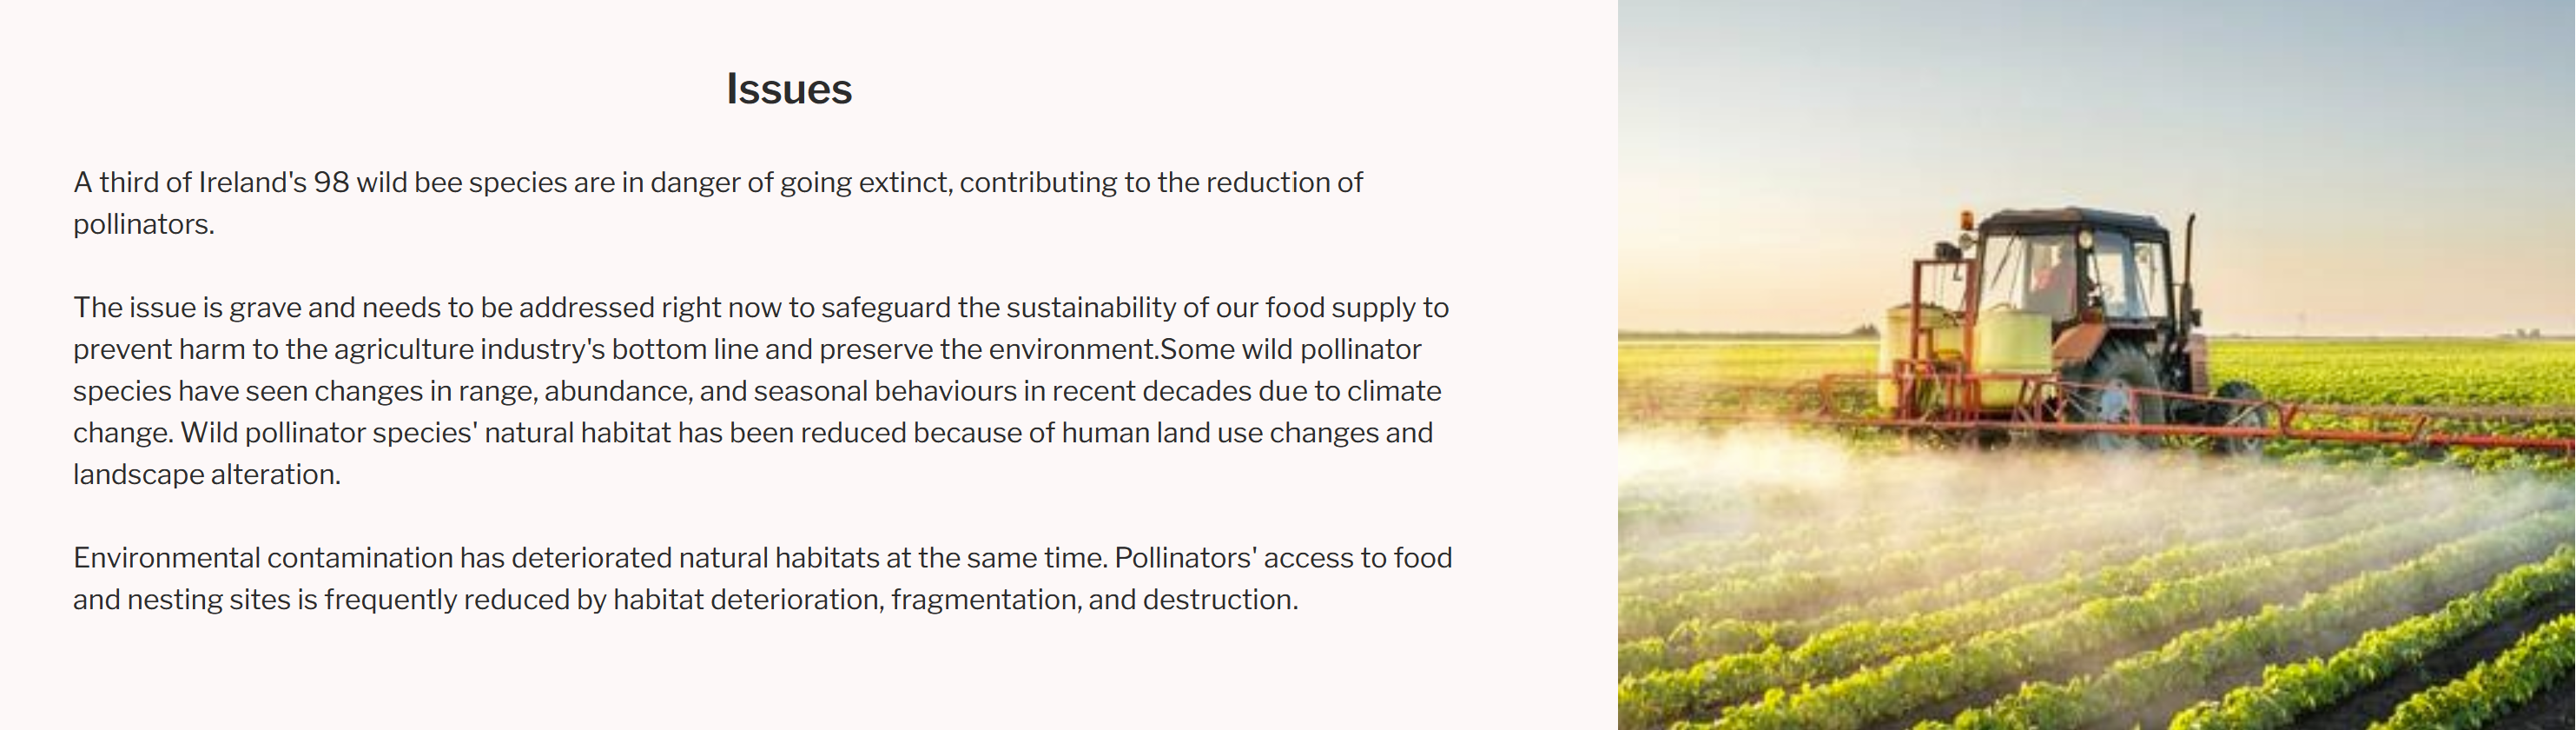 Issues
A third of Ireland's 98 wild bee species are in danger of going extinct, contributing to the reduction of
pollinators.
The issue is grave and needs to be addressed right now to safeguard the sustainability of our food supply to
prevent harm to the agriculture industry's bottom line and preserve the environment.Some wild pollinator
species have seen changes in range, abundance, and seasonal behaviours in recent decades due to climate
change. Wild pollinator species' natural habitat has been reduced because of human land use changes and
landscape alteration.
Environmental contamination has deteriorated natural habitats at the same time. Pollinators' access to food
and nesting sites is frequently reduced by habitat deterioration, fragmentation, and destruction.